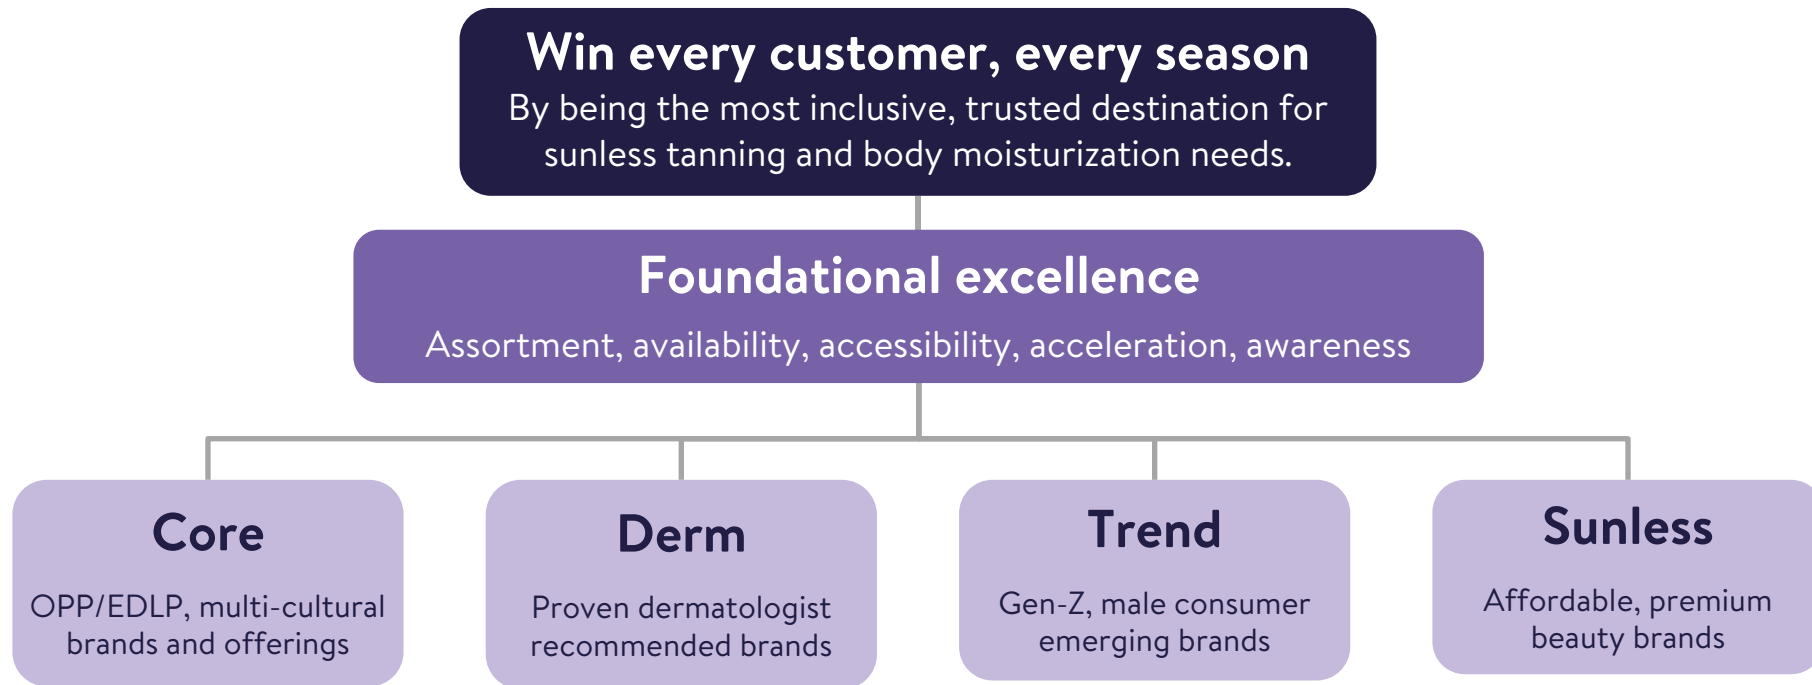 Win every customer, every season
By being the most inclusive, trusted destination for
sunless tanning and body moisturization needs.
Foundational excellence
Assortment, availability, accessibility, acceleration, awareness
Core
OPP/EDLP, multi-cultural
brands and offerings
Derm
Proven dermatologist
recommended brands
Trend
Gen-Z, male consumer
emerging brands
Sunless
Affordable, premium
beauty brands